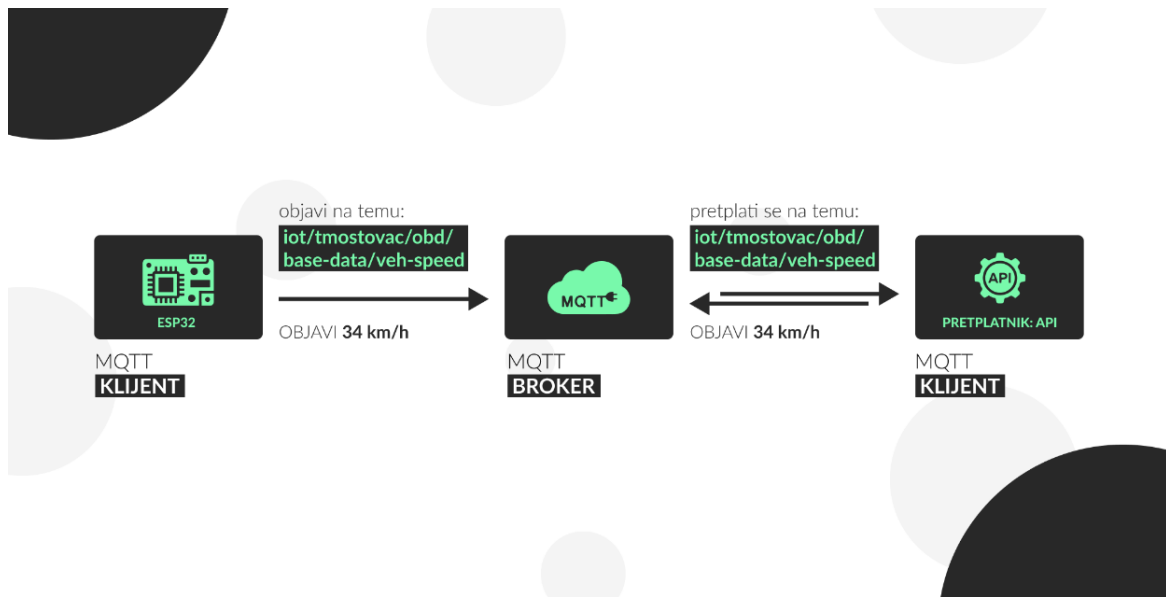 objavi na temu:
iot/tmostovac/obd/
base-data/veh-speed
ESP32
OBJAVI 34 km/h
MQTT
KLIJENT
MQTT
MQTT
BROKER
pretplati se na temu:
iot/tmostovac/obd/
base-data/veh-speed
OBJAVI 34 km/h
API
PRETPLATNIK: API
MQTT
KLIJENT